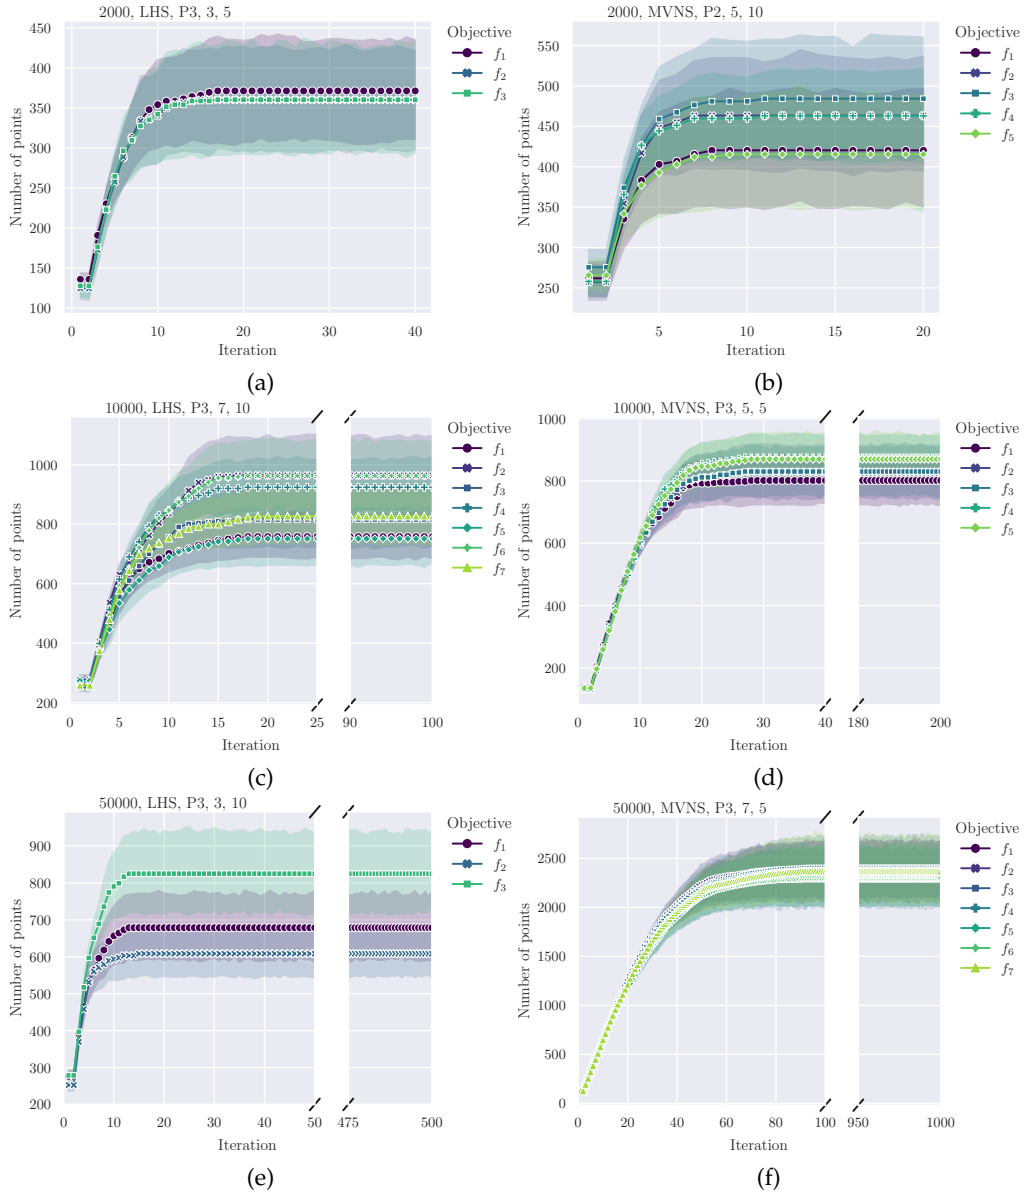 2000, LHS, P3, 3, 5
450
400
350
300
250
200
150
100
Number of points
0 10 20 30 40
Iteration
Objective
f1
f2
f3
(a)
2000, MVNS, P2, 5, 10
550
500
450
400
350
300
250
Number of points
5 10 15 20
Iteration
Objective
f1
f2
f3
f4
f5
(b)
10000, LHS, P3, 7, 10
1000
800
600
400
200
Number of points
0 5 10 15 20 25 90 100
Iteration
Objective
f1
f2
f3
f4
f5
f6
f7
(c)
10000, MVNS, P3, 5, 5
1000
800
600
400
200
Number of points
0 10 20 30 40 180 200
Iteration
Objective
f1
f2
f3
f4
f5
(d)
50000, LHS, P3, 3, 10
900
800
700
600
500
400
300
200
Number of points
0 10 20 30 40 50 475 500
Iteration
Objective
f1
f2
f3
(e)
50000, MVNS, P3, 7, 5
2500
2000
1500
1000
500
0
Number of points
0 20 40 60 80 100 950 1000
Iteration
Objective
f1
f2
f3
f4
f5
f6
f7
(f)